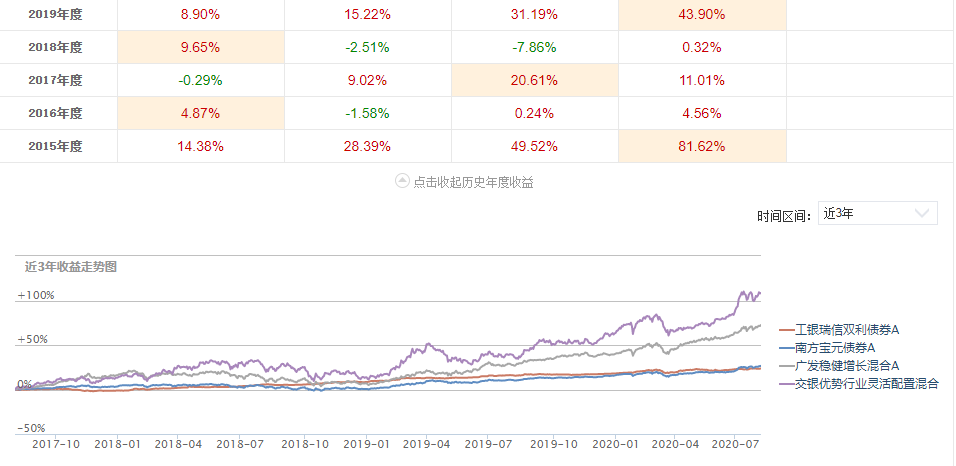 2019年度 8.90% 15.22% 31.19% 43.90%
2018年度 9.65% -2.51% -7.86% 0.32%
2017年度 -0.29% 9.02% 20.61% 11.01%
2016年度 4.87% -1.58% 0.24% 4.56%
2015年度 14.38% 28.39% 49.52% 81.62%
点击收起历史年度收益
时间区间： 近3年
近3年收益走势图
+100%
+50%
0%
-50%
工银瑞信双利债券A
南方宝元债券A
广发稳健增长混合A
交银优势行业灵活配置混合
2017-10 2018-01 2018-04 2018-07 2018-10 2019-01 2019-04 2019-07 2019-10 2020-01 2020-04 2020-07